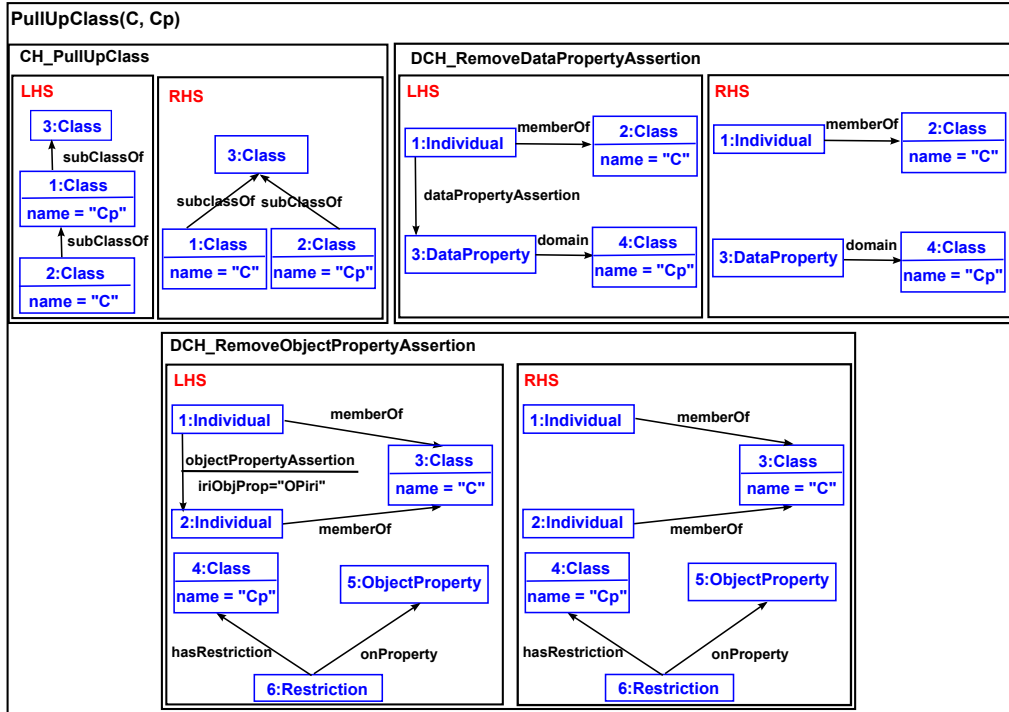 PullUpClass(C, Cp)
CH_PullUpClass
LHS
3:Class
subClassOf
1:Class
name = "Cp"
subClassOf
2:Class
name = "C"
RHS
3:Class
subclassOf
subClassOf
1:Class
name = "C"
2:Class
name = "Cp"
DCH_RemoveDataPropertyAssertion
LHS
1:Individual
memberOf
2:Class
name = "C"
dataPropertyAssertion
3:DataProperty
domain
4:Class
name = "Cp"
RHS
1:Individual
memberOf
2:Class
name = "C"
3:DataProperty
domain
4:Class
name = "Cp"
DCH_RemoveObjectPropertyAssertion
LHS
1:Individual
memberOf
objectPropertyAssertion
iriObjProp="OPiri"
3:Class
name = "C"
2:Individual
memberOf
4:Class
name = "Cp"
5:ObjectProperty
hasRestriction
onProperty
6:Restriction
RHS
1:Individual
memberOf
3:Class
name = "C"
2:Individual
memberOf
4:Class
name = "Cp"
5:ObjectProperty
hasRestriction
onProperty
6:Restriction